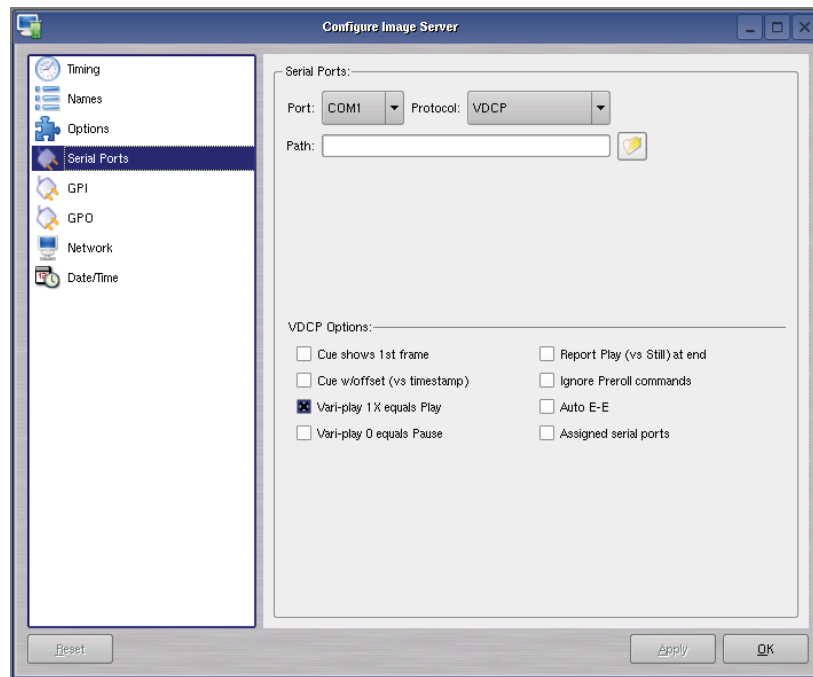 Configure Image Server
Timing
Names
Options
Serial Ports
GPI
GPO
Network
Date/Time
Serial Ports:
Port: COM1 Protocol: VDCP
Path:
VDCP Options:
Cue shows 1st frame
Report Play (vs Still) at end
Cue w/offset (vs timestamp)
Ignore Preroll commands
Vari-play 1X equals Play
Auto E-E
Vari-play 0 equals Pause
Assigned serial ports
Reset
Apply
OK